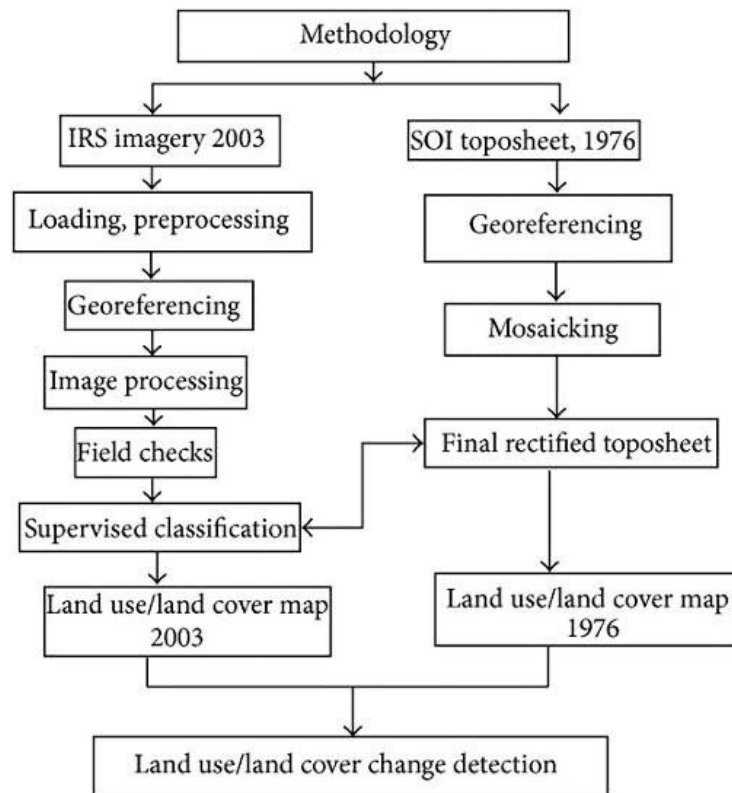 Methodology
IRS imagery 2003
SOI toposheet, 1976
Loading, preprocessing
Georeferencing
Georeferencing
Mosaicking
Image processing
Field checks
Final rectified toposheet
Supervised classification
Land use/land cover map
2003
Land use/land cover map
1976
Land use/land cover change detection